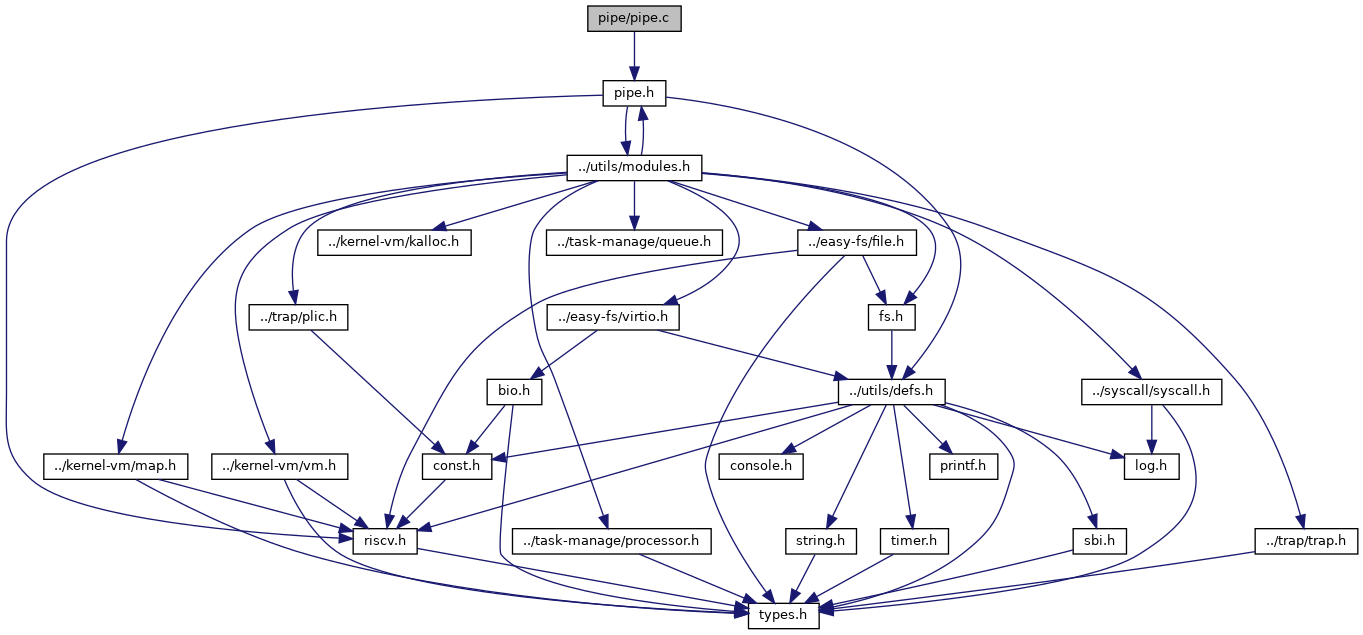 pipe/pipe.c
pipe.h
../utils/modules.h
../kernel-vm/kalloc.h
../task-manage/queue.h
../easy-fs/file.h
../trap/plic.h
../easy-fs/virtio.h
fs.h
bio.h
../utils/defs.h
../syscall/syscall.h
../kernel-vm/map.h
../kernel-vm/vm.h
const.h
console.h
printf.h
log.h
riscv.h
../task-manage/processor.h
string.h
timer.h
sbi.h
../trap/trap.h
types.h